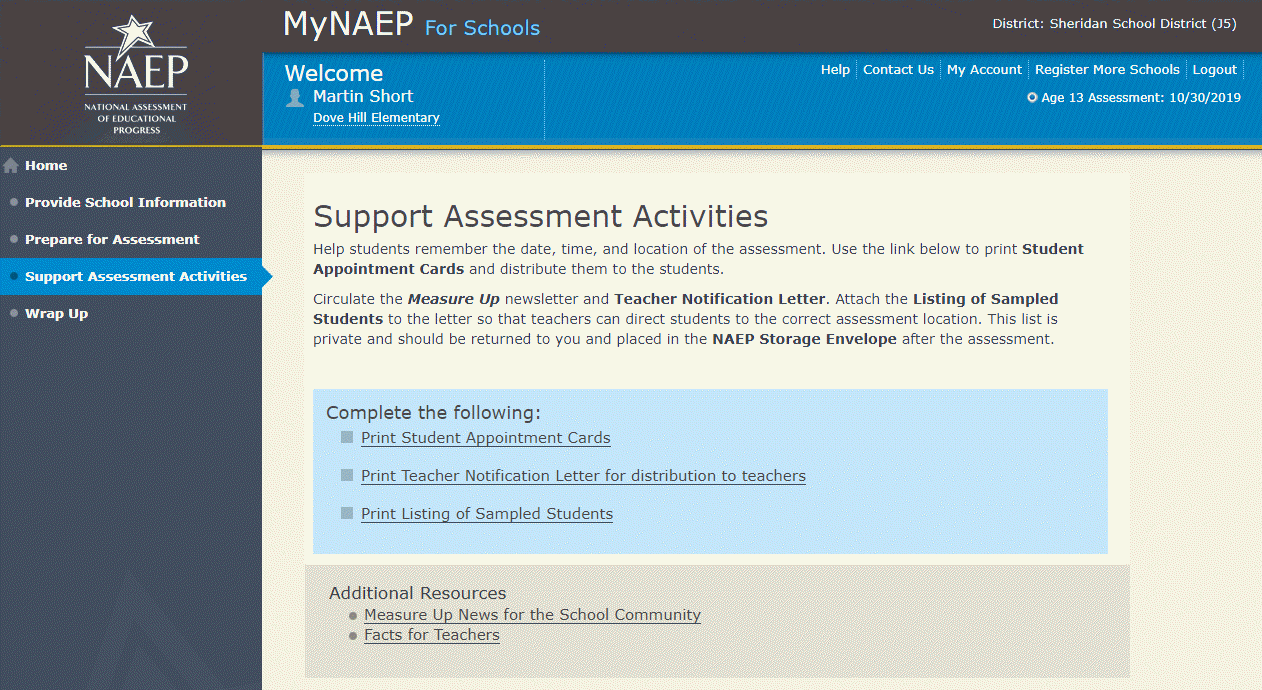 NAEP
NATIONAL ASSESSMENT
OF EDUCATIONAL
PROGRESS
MyNAEP For Schools
District: Sheridan School District (J5)
Welcome
Martin Short
Dove Hill Elementary
Help
Contact Us
My Account
Register More Schools
Logout
Age 13 Assessment: 10/30/2019
Home
Provide School Information
Prepare for Assessment
Support Assessment Activities
Wrap Up
Support Assessment Activities
Help students remember the date, time, and location of the assessment. Use the link below to print Student
Appointment Cards and distribute them to the students.
Circulate the Measure Up newsletter and Teacher Notification Letter. Attach the Listing of Sampled
Students to the letter so that teachers can direct students to the correct assessment location. This list is
private and should be returned to you and placed in the NAEP Storage Envelope after the assessment.
Complete the following:
Print Student Appointment Cards
Print Teacher Notification Letter for distribution to teachers
Print Listing of Sampled Students
Additional Resources
Measure Up News for the School Community
Facts for Teachers